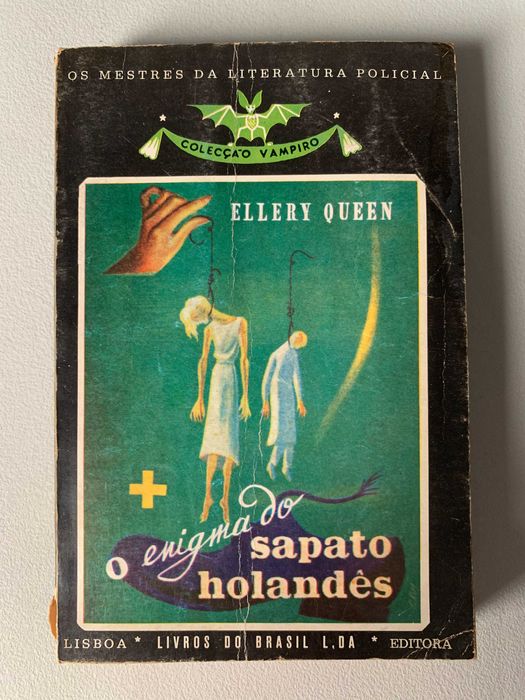 OS MESTRES DA LITERATURA POLICIAL
COLECÇÃO VAMPIRO
ELLERY QUEEN
o enigma do
sapato
holandês
LISBOA * LIVROS DO BRASIL L,DA * EDITORA